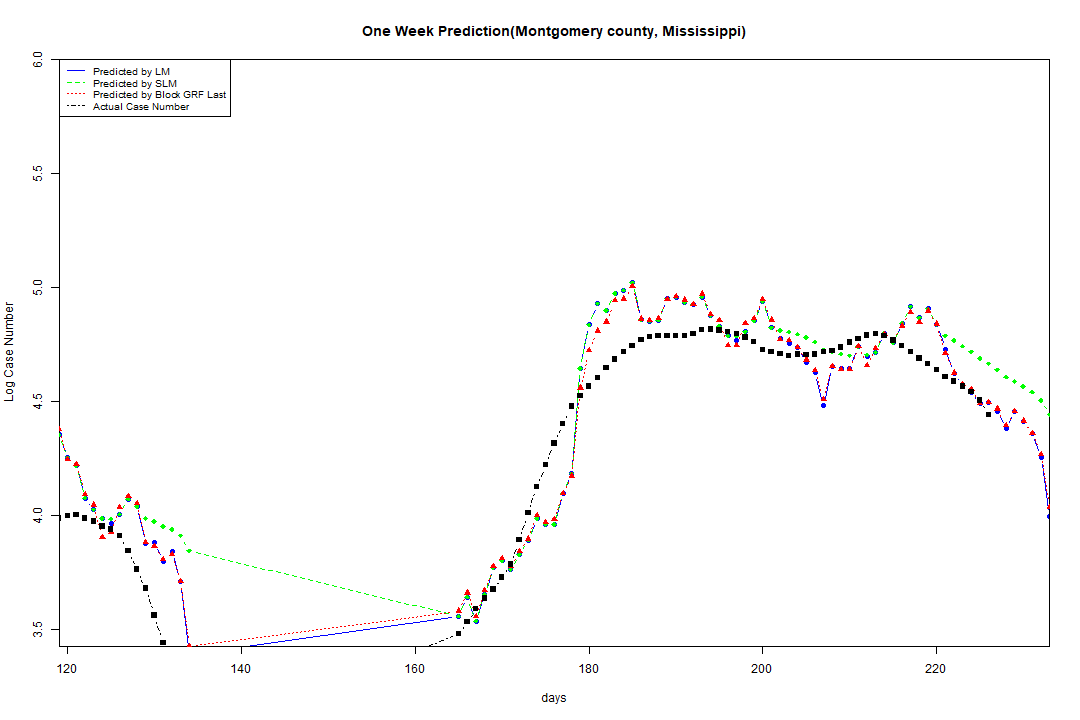 One Week Prediction(Montgomery county, Mississippi)
Predicted by LM
Predicted by SLM
Predicted by Block GRF Last
Actual Case Number
6.0
5.5
5.0
4.5
4.0
3.5
Log Case Number
120 140 160 180 200 220
days